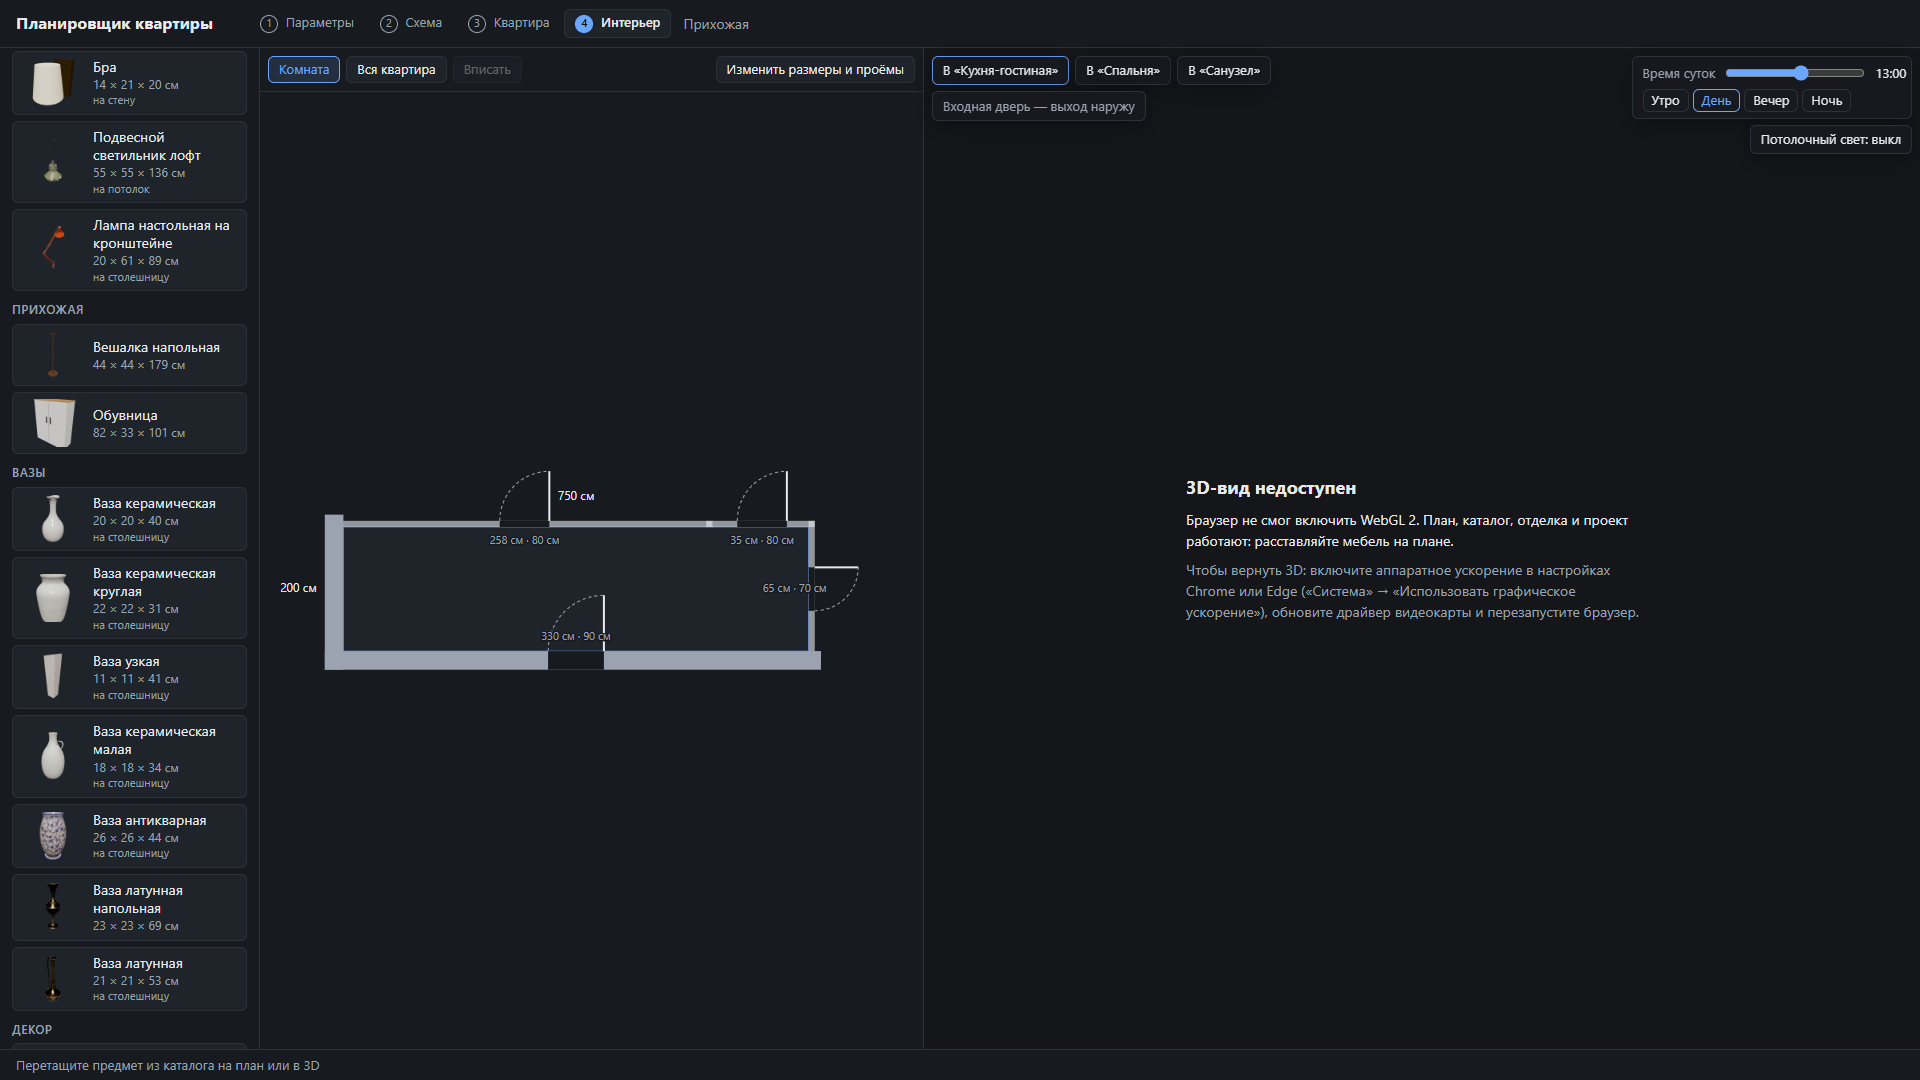 Планировщик квартиры
1 Параметры
2 Схема
3 Квартира
4 Интерьер
Прихожая
Бра
14 × 21 × 20 см
на стену
Подвесной
светильник лофт
55 × 55 × 136 см
на потолок
Лампа настольная на
кронштейне
20 × 61 × 89 см
на столешницу
ПРИХОЖАЯ
Вешалка напольная
44 × 44 × 179 см
Обувница
82 × 33 × 101 см
ВАЗЫ
Ваза керамическая
20 × 20 × 40 см
на столешницу
Ваза керамическая
круглая
22 × 22 × 31 см
на столешницу
Ваза узкая
11 × 11 × 41 см
на столешницу
Ваза керамическая
малая
18 × 18 × 34 см
на столешницу
Ваза антикварная
26 × 26 × 44 см
на столешницу
Ваза латунная
напольная
23 × 23 × 69 см
Ваза латунная
21 × 21 × 53 см
на столешницу
ДЕКОР
Комната
Вся квартира
Вписать
Изменить размеры и проёмы
750 см
258 см · 80 см
35 см · 80 см
200 см
65 см · 70 см
330 см · 90 см
В «Кухня-гостиная»
В «Спальня»
В «Санузел»
Входная дверь — выход наружу
Время суток
13:00
Утро
День
Вечер
Ночь
Потолочный свет: выкл
3D-вид недоступен
Браузер не смог включить WebGL 2. План, каталог, отделка и проект
работают: расставляйте мебель на плане.
Чтобы вернуть 3D: включите аппаратное ускорение в настройках
Chrome или Edge («Система» → «Использовать графическое
ускорение»), обновите драйвер видеокарты и перезапустите браузер.
Перетащите предмет из каталога на план или в 3D